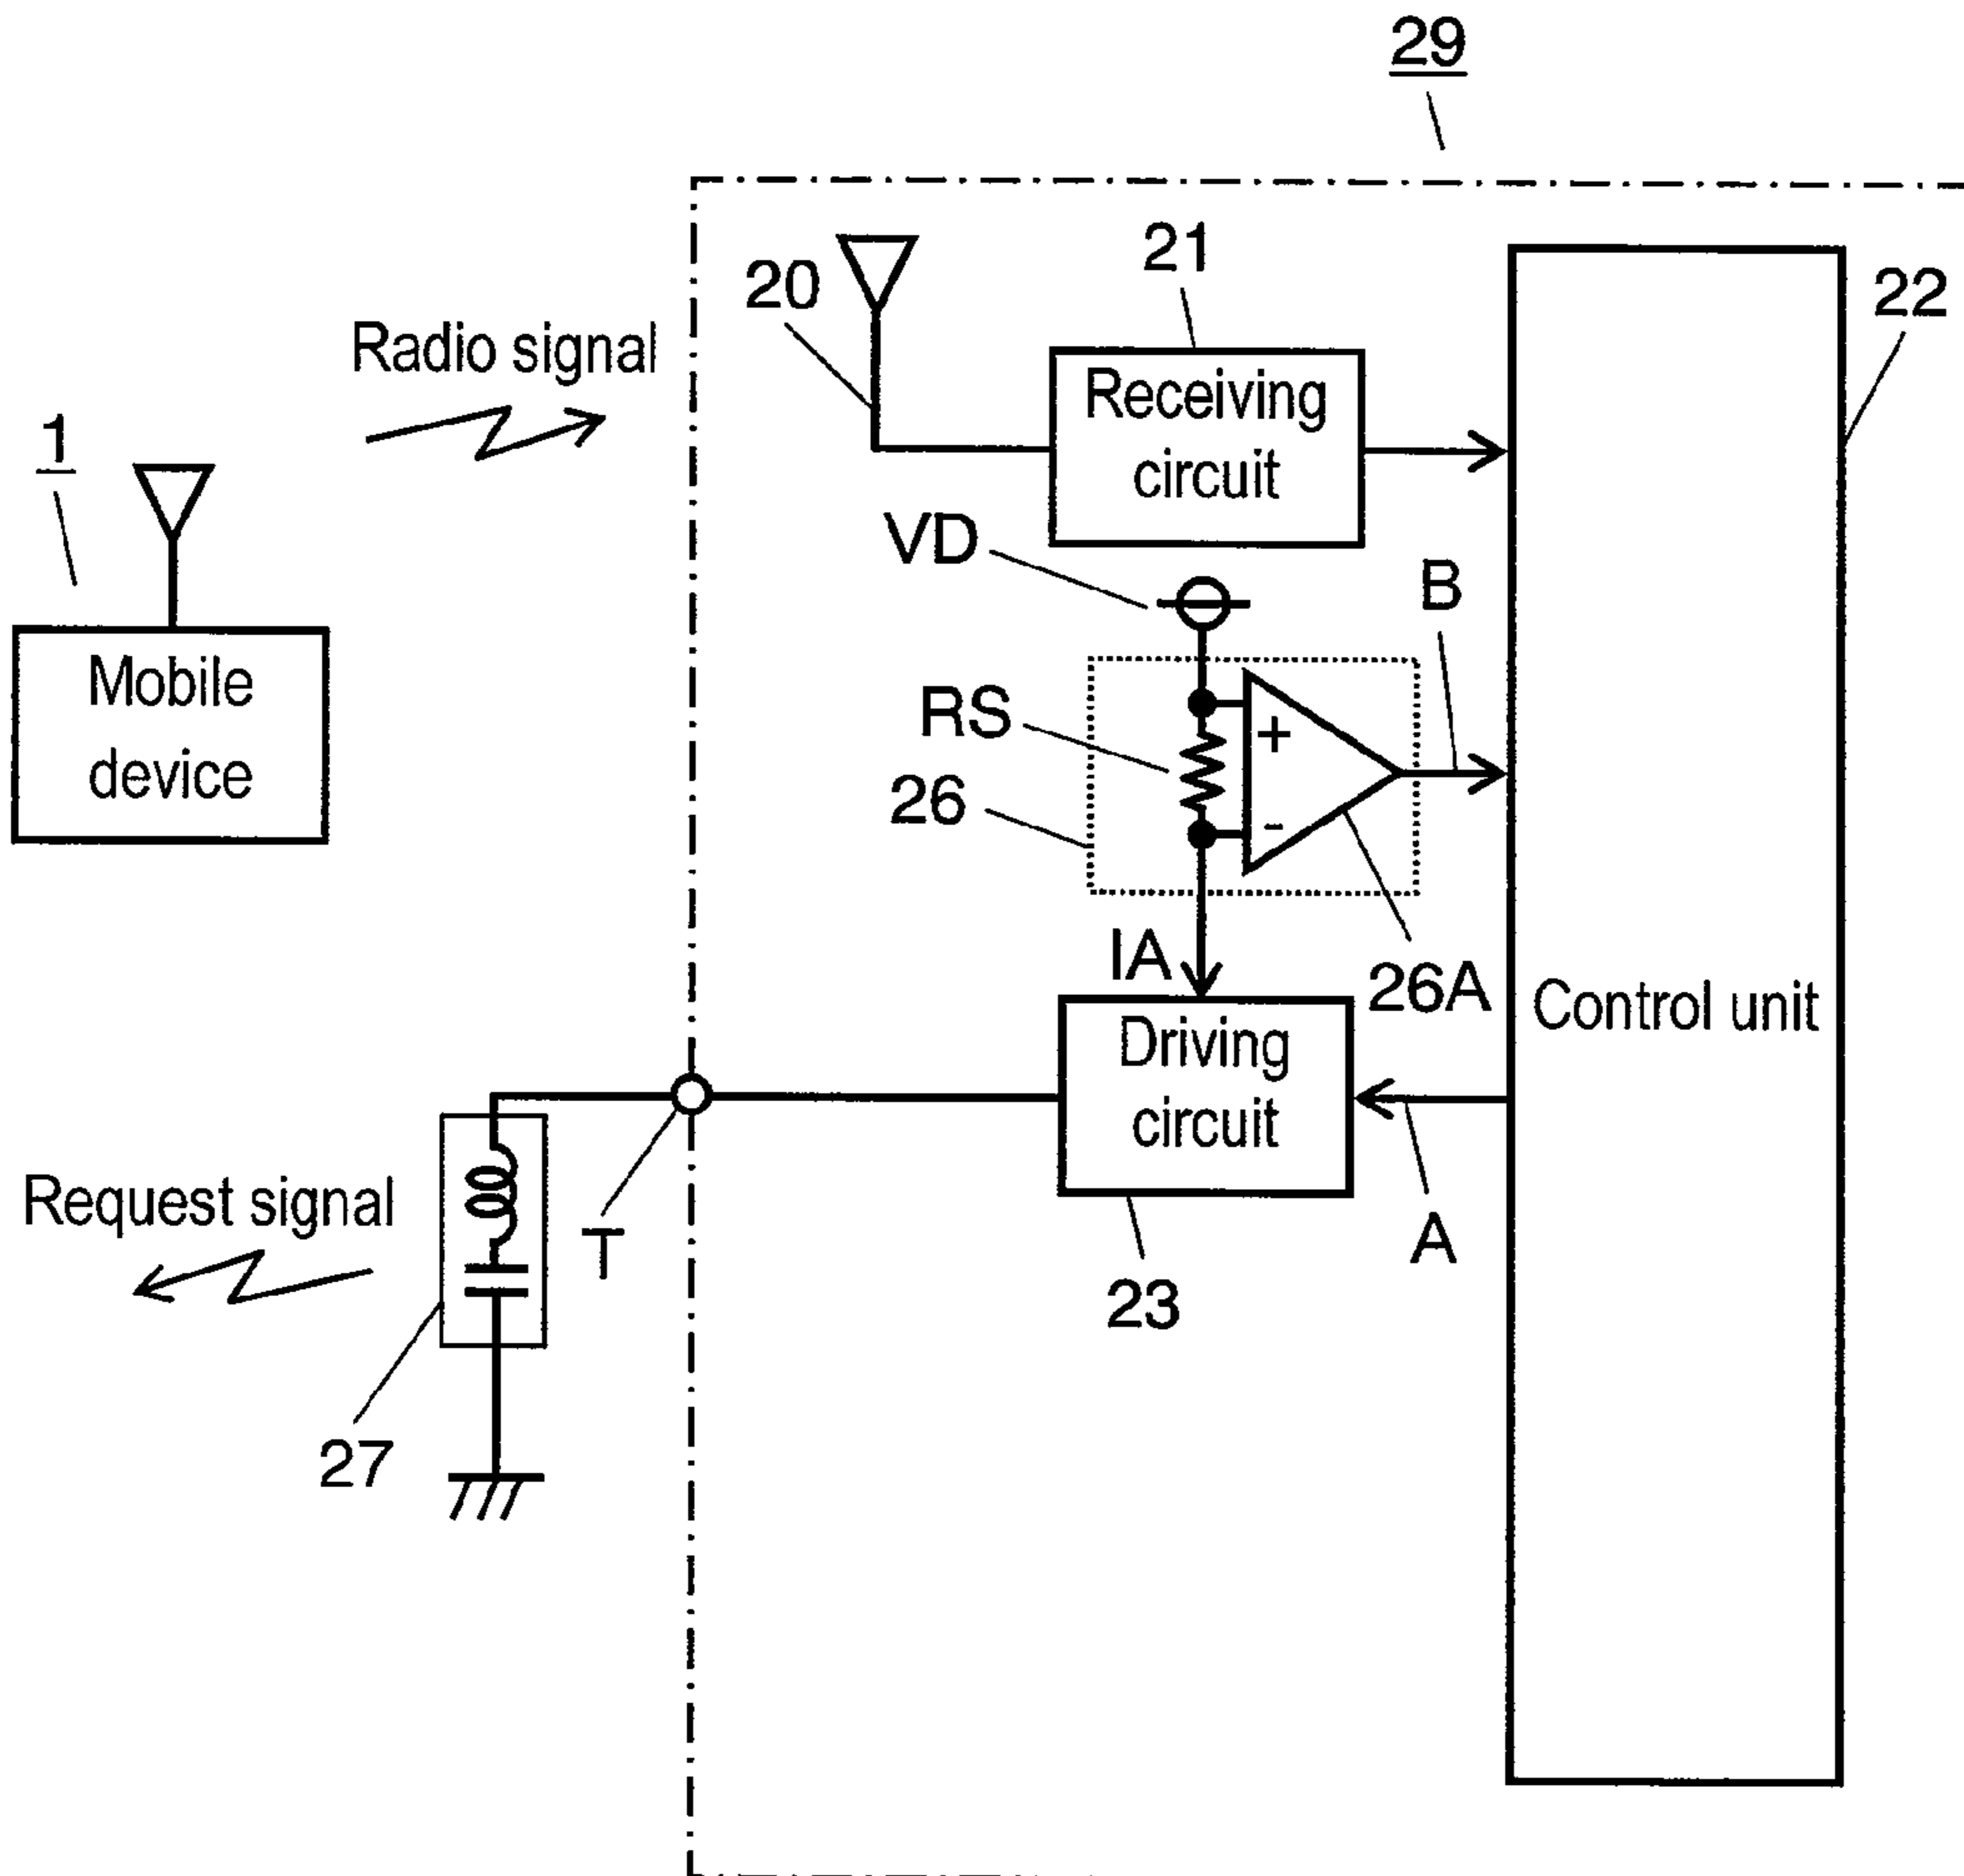 29
20
21
22
Radio signal
Receiving
circuit
1
VD
B
Mobile
device
RS
+
26
-
IA
26A
Control unit
Driving
circuit
Request signal
T
A
23
27